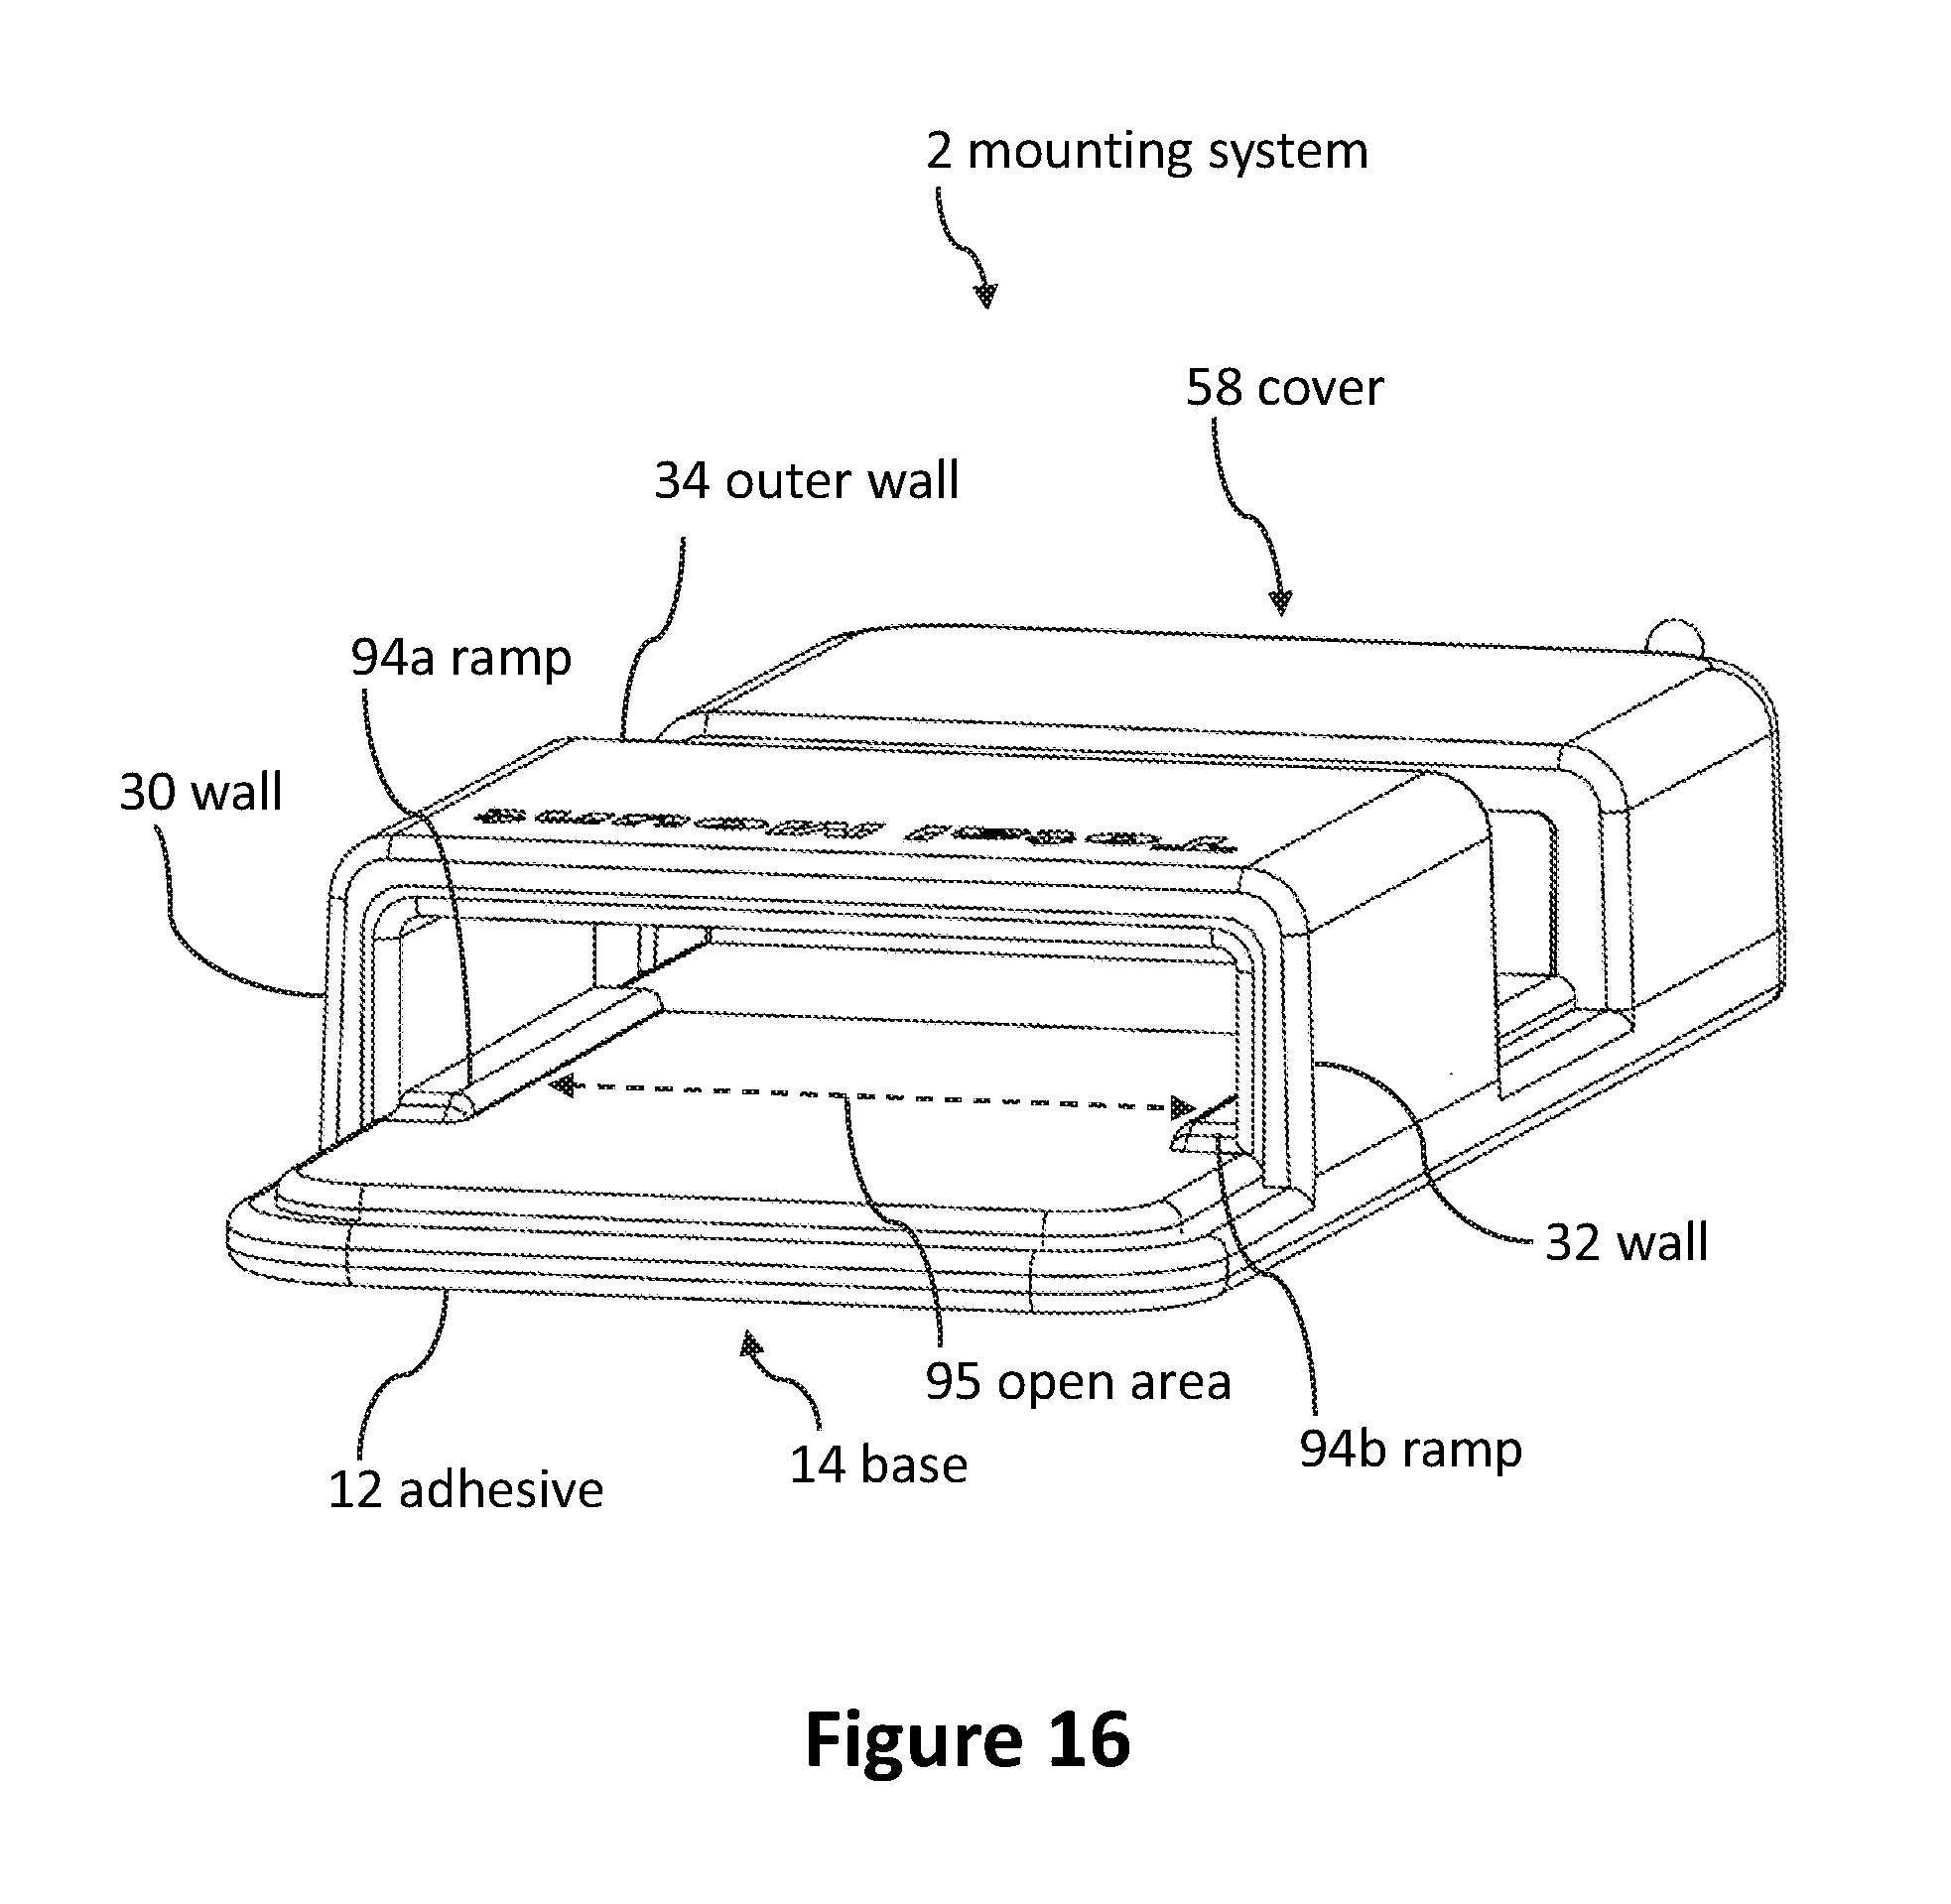 2 mounting system
58 cover
34 outer wall
94a ramp
30 wall
32 wall
95 open area
94b ramp
14 base
12 adhesive
Figure 16